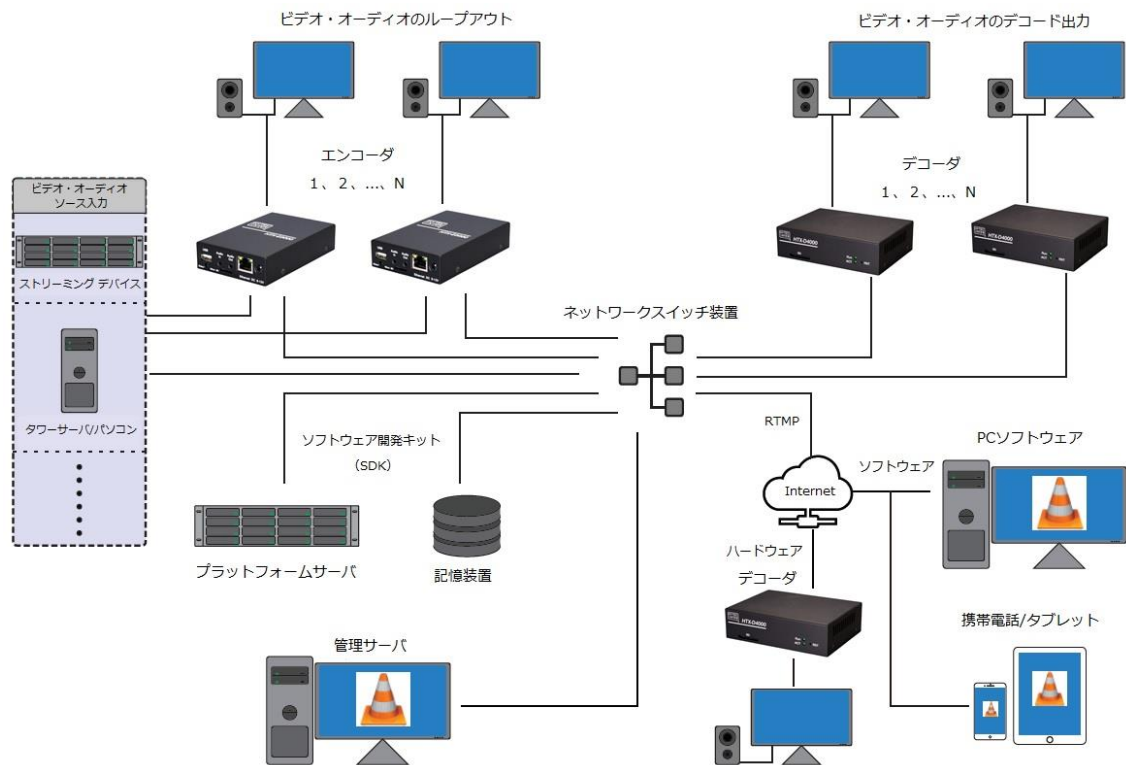 ビデオ・オーディオのループアウト
ビデオ・オーディオのデコード出力
エンコーダ
1、2、...、N
デコーダ
1、2、...、N
ビデオ・オーディオ
ソース入力
ストリーミング デバイス
タワーサーバ/パソコン
ネットワークスイッチ装置
HTX-D4000
HTX-D4000
ソフトウェア開発キット
（SDK）
プラットフォームサーバ
記憶装置
RTMP
Internet
ソフトウェア
PCソフトウェア
ハードウェア
デコーダ
HTX-D4000
携帯電話/タブレット
管理サーバ